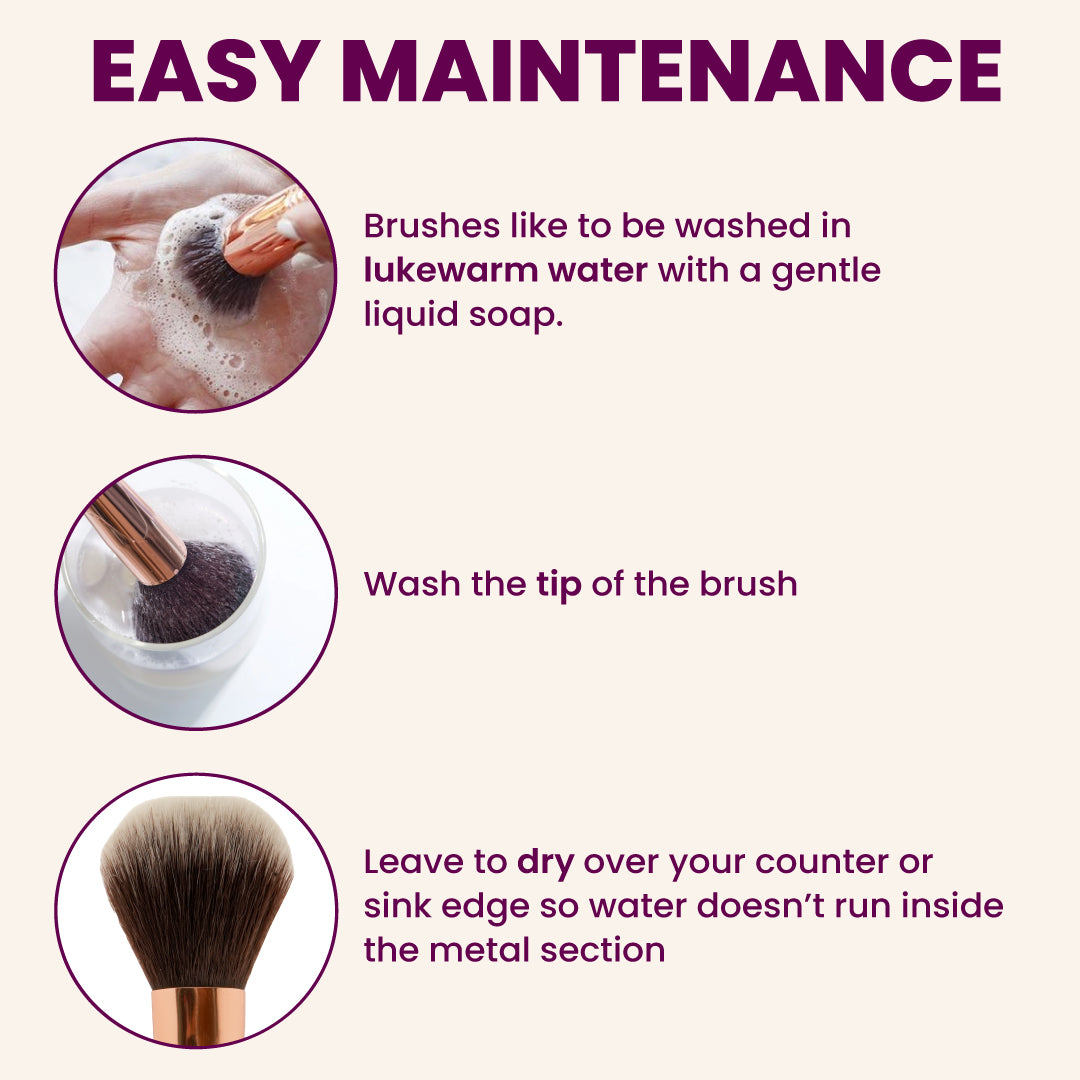 EASY MAINTENANCE
Brushes like to be washed in
lukewarm water with a gentle
liquid soap.
Wash the tip of the brush
Leave to dry over your counter or
sink edge so water doesn’t run inside
the metal section